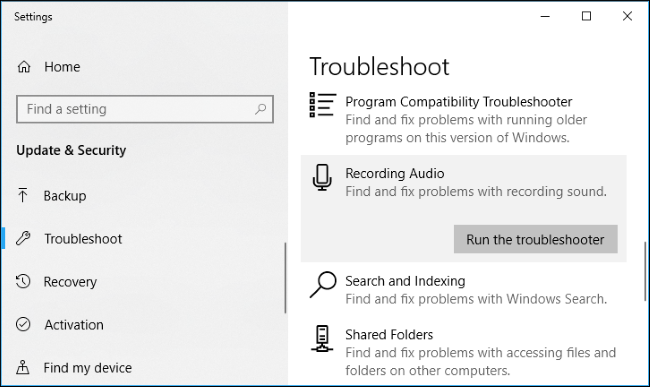 Settings
Home
Find a setting
Update & Security
Backup
Troubleshoot
Recovery
Activation
Find my device
Troubleshoot
Program Compatibility Troubleshooter
Find and fix problems with running older
programs on this version of Windows.
Recording Audio
Find and fix problems with recording sound.
Run the troubleshooter
Search and Indexing
Find and fix problems with Windows Search.
Shared Folders
Find and fix problems with accessing files and
folders on other computers.